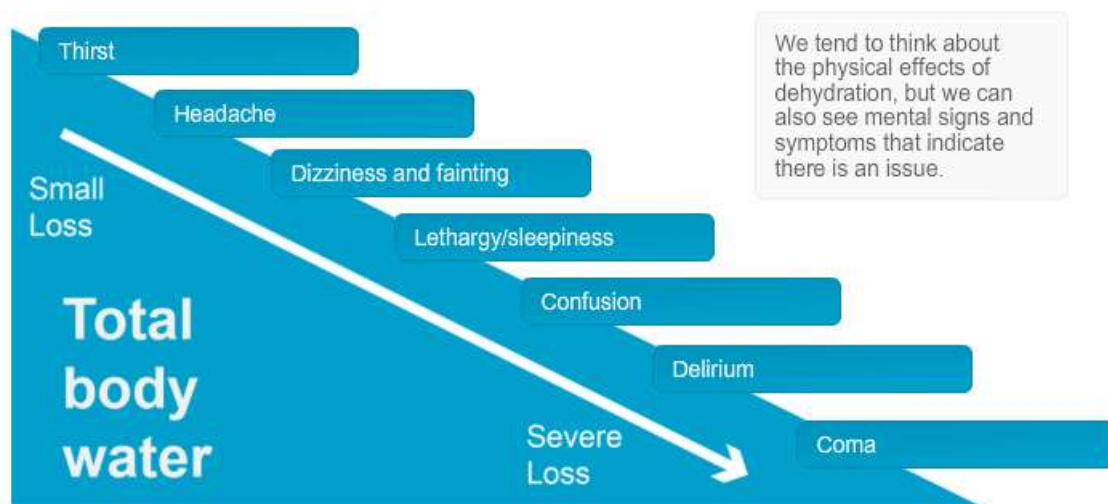 Thirst
Headache
Dizziness and fainting
Lethargy/sleepiness
Confusion
Delirium
Coma
Small
Loss
Severe
Loss
Total
body
water
We tend to think about
the physical effects of
dehydration, but we can
also see mental signs and
symptoms that indicate
there is an issue.